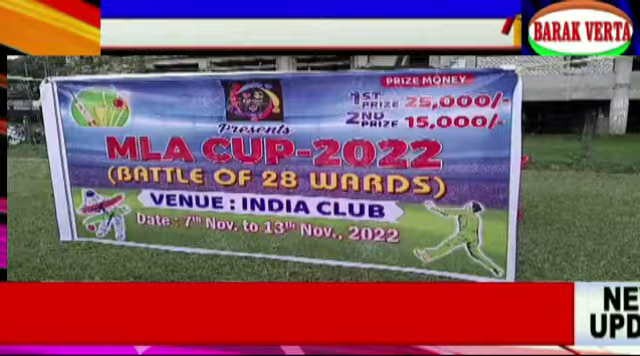 BARAK VERTA
PRIZE MONEY
1ST PRIZE 25,000/-
2ND PRIZE 15,000/-
Presents
MLA CUP-2022
(BATTLE OF 28 WARDS)
VENUE : INDIA CLUB
Date : 7th Nov. to 13th Nov., 2022
NE
UPD